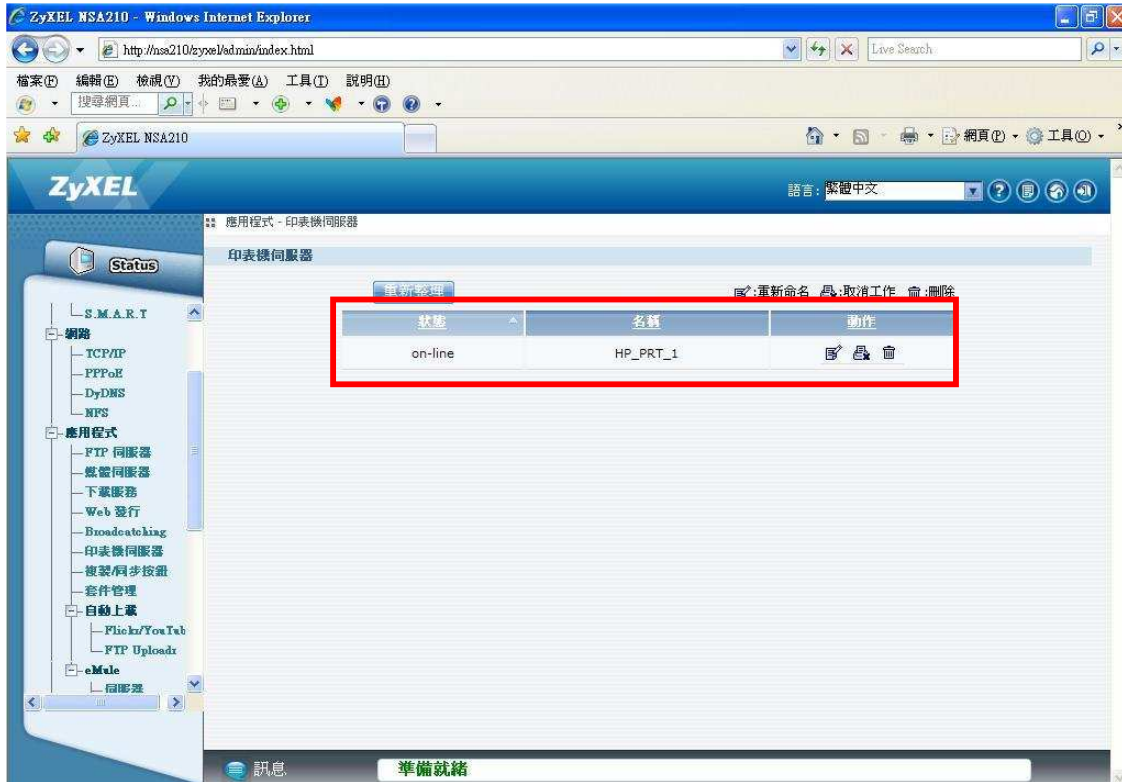 ZyXEL NSA210 - Windows Internet Explorer
http://nsa210/zyxel/admin/index.html
Live Search
檔案(F) 編輯(E) 檢視(V) 我的最愛(A) 工具(T) 說明(H)
搜尋網頁...
ZyXEL NSA210
網頁(P) 工具(O)
ZyXEL
語言: 繁體中文
Status
應用程式 - 印表機伺服器
印表機伺服器
重新整理
:重新命名 :取消工作 :刪除
狀態 名稱 動作
on-line HP_PRT_1
S.M.A.R.T
網路
TCP/IP
PPPoE
DyDNS
NFS
應用程式
FTP 伺服器
媒體伺服器
下載服務
Web 發行
Broadcatching
印表機伺服器
複製/同步按鈕
套件管理
自動上載
Flickr/YouTub
FTP Uploadr
eMule
伺服器
訊息 準備就緒